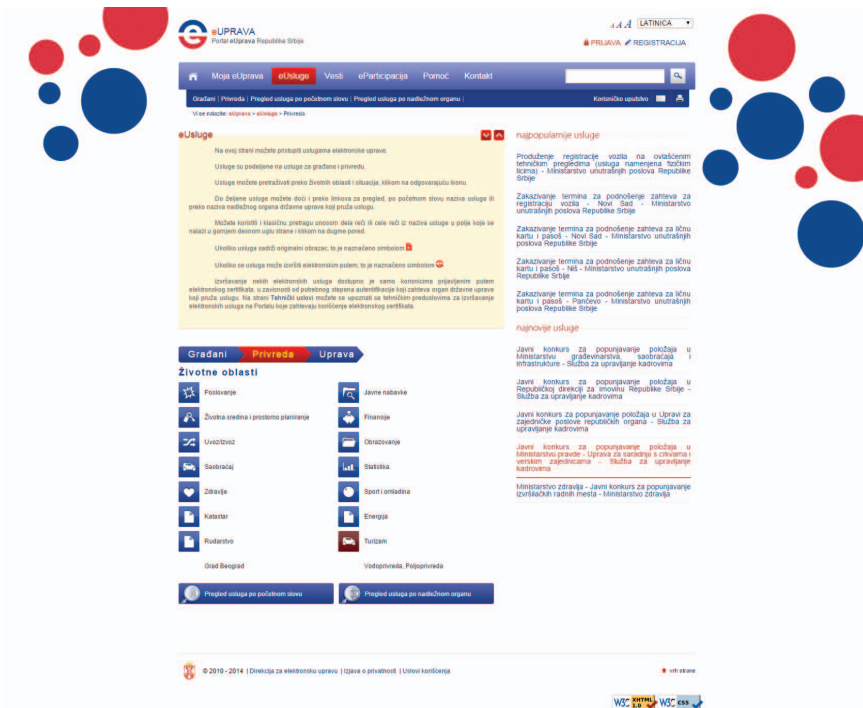 eUPRAVA
Portal eUprava Republike Srbije
A A A LATINICA
PRIJAVA REGISTRACIJA
Moja eUprava eUsluge Vesti eParticipacija Pomoć Kontakt
Građani | Privreda | Pregled usluga po početnom slovu | Pregled usluga po nadležnom organu |
Korisničko uputstvo
Vi se nalazite: eUprava > eUsluge > Privreda
eUsluge
Na ovoj strani možete pristupiti uslugama elektronske uprave.
Usluge su podeljene na usluge za građane i privredu.
Usluge možete pretraživati preko životnih oblasti i situacija, klikom na odgovarajuću ikonu.
Do željene usluge možete doći i preko linkova za pregled, po početnom slovu naziva usluge ili
preko naziva nadležnog organa državne uprave koji pruža uslugu.
Možete koristiti i klasičnu pretragu unosom dela reči ili cele reči iz naziva usluge u polje koje se
nalazi u gornjem desnom uglu strane i klikom na dugme pored.
Ukoliko usluga sadrži originalni obrazac, to je naznačeno simbolom
Ukoliko se usluga može izvršiti elektronskim putem, to je naznačeno simbolom
Izvršavanje nekih elektronskih usluga dostupno je samo korisnicima prijavljenim putem
elektronskog sertifikata, u zavisnosti od potrebnog stepena autentifikacije koji zahteva organ državne uprave
koji pruža uslugu. Na strani Tehnički uslovi možete se upoznati sa tehničkim preduslovima za izvršavanje
elektronskih usluga na Portalu koje zahtevaju korišćenje elektronskog sertifikata.
Građani Privreda Uprava
Životne oblasti
Poslovanje
Javne nabavke
Životna sredina i prostorno planiranje
Finansije
Uvoz/Izvoz
Obrazovanje
Saobraćaj
Statistika
Zdravlje
Sport i omladina
Katastar
Energija
Rudarstvo
Turizam
Grad Beograd
Vodoprivreda, Poljoprivreda
Pregled usluga po početnom slovu
Pregled usluga po nadležnom organu
najpopularnije usluge
Produženje registracije vozila na ovlašćenim
tehničkim pregledima (usluga namenjena fizičkim
licima) - Ministarstvo unutrašnjih poslova Republike
Srbije
Zakazivanje termina za podnošenje zahteva za
registraciju vozila - Novi Sad - Ministarstvo
unutrašnjih poslova Republike Srbije
Zakazivanje termina za podnošenje zahteva za ličnu
kartu i pasoš - Novi Sad - Ministarstvo unutrašnjih
poslova Republike Srbije
Zakazivanje termina za podnošenje zahteva za ličnu
kartu i pasoš - Niš - Ministarstvo unutrašnjih poslova
Republike Srbije
Zakazivanje termina za podnošenje zahteva za ličnu
kartu i pasoš - Pančevo - Ministarstvo unutrašnjih
poslova Republike Srbije
najnovije usluge
Javni konkurs za popunjavanje položaja u
Ministarstvu građevinarstva, saobraćaja i
infrastrukture - Služba za upravljanje kadrovima
Javni konkurs za popunjavanje položaja u
Republičkoj direkciji za imovinu Republike Srbije -
Služba za upravljanje kadrovima
Javni konkurs za popunjavanje položaja u Upravi za
zajedničke poslove republičkih organa - Služba za
upravljanje kadrovima
Javni konkurs za popunjavanje položaja u
Ministarstvu pravde - Uprava za saradnju s crkvama i
verskim zajednicama - Služba za upravljanje
kadrovima
Ministarstvo zdravlja - Javni konkurs za popunjavanje
izvršilačkih radnih mesta - Ministarstvo zdravlja
© 2010 - 2014 | Direkcija za elektronsku upravu | Izjava o privatnosti | Uslovi korišćenja
vrh strane
W3C XHTML 1.0 W3C css